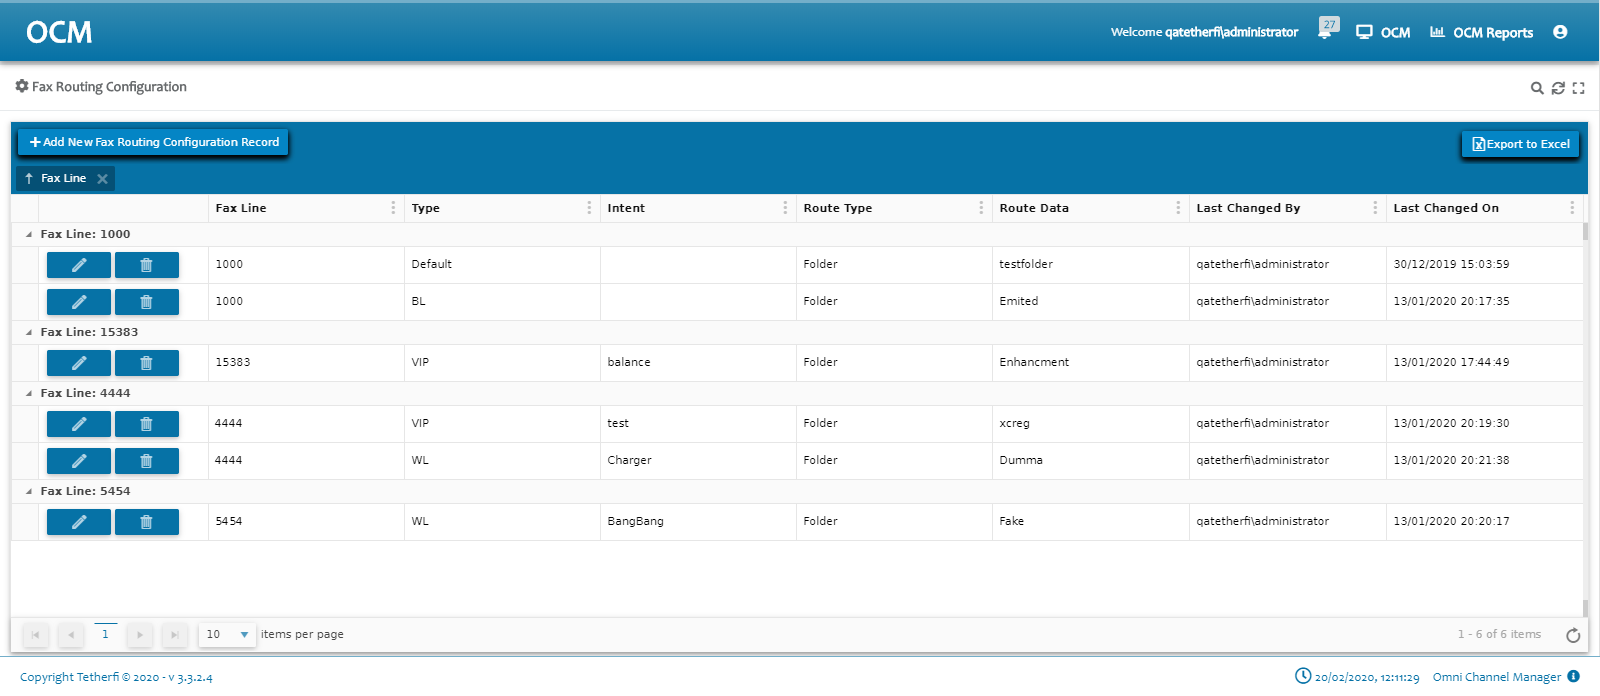 OCM
Welcome qatetherfi\administrator 27 OCM OCM Reports
Fax Routing Configuration
Add New Fax Routing Configuration Record Export to Excel
Fax Line
Fax Line Type Intent Route Type Route Data Last Changed By Last Changed On
Fax Line: 1000
1000 Default Folder testfolder qatetherfi\administrator 30/12/2019 15:03:59
1000 BL Folder Emited qatetherfi\administrator 13/01/2020 20:17:35
Fax Line: 15383
15383 VIP balance Folder Enhancment qatetherfi\administrator 13/01/2020 17:44:49
Fax Line: 4444
4444 VIP test Folder xcreg qatetherfi\administrator 13/01/2020 20:19:30
4444 WL Charger Folder Dumma qatetherfi\administrator 13/01/2020 20:21:38
Fax Line: 5454
5454 WL BangBang Folder Fake qatetherfi\administrator 13/01/2020 20:20:17
1 10 items per page 1 - 6 of 6 items
Copyright Tetherfi © 2020 - v 3.3.2.4 20/02/2020, 12:11:29 Omni Channel Manager